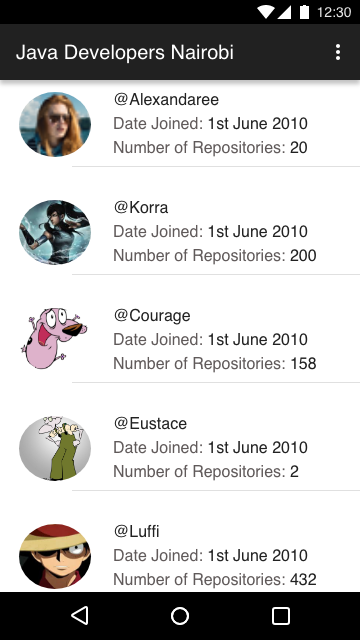 12:30
Java Developers Nairobi
@Alexandaree
Date Joined: 1st June 2010
Number of Repositories: 20
@Korra
Date Joined: 1st June 2010
Number of Repositories: 200
@Courage
Date Joined: 1st June 2010
Number of Repositories: 158
@Eustace
Date Joined: 1st June 2010
Number of Repositories: 2
@Luffi
Date Joined: 1st June 2010
Number of Repositories: 432